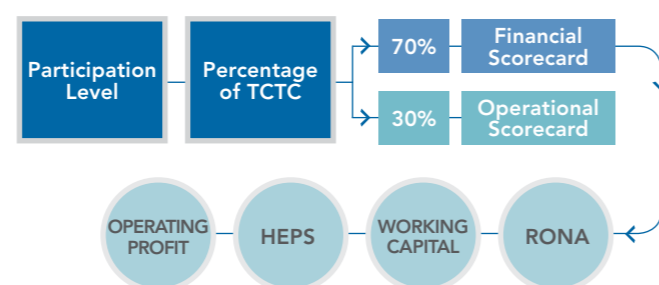 Participation
Level
Percentage
of TCTC
70%
Financial
Scorecard
30%
Operational
Scorecard
OPERATING
PROFIT
HEPS
WORKING
CAPITAL
RONA